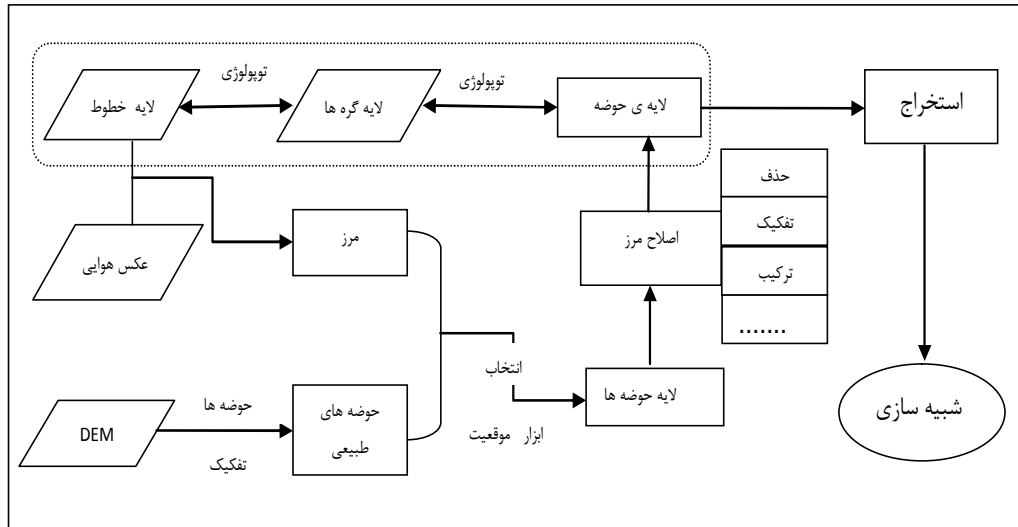 توپولوژی
توپولوژی
لایه خطوط
لایه گره ها
لایه ی حوضه
استخراج
حذف
تفکیک
ترکیب
.......
اصلاح مرز
مرز
عکس هوایی
انتخاب
ابزار موقعیت
لایه حوضه ها
حوضه ها
تفکیک
DEM
حوضه های
طبیعی
شبیه سازی